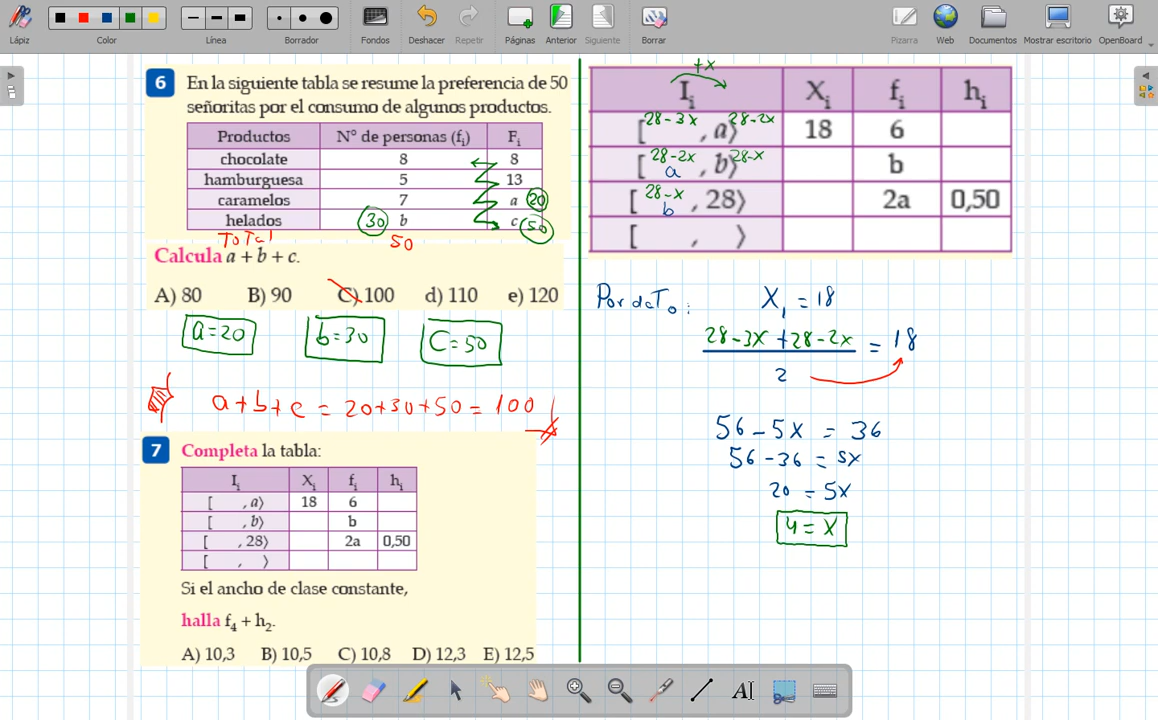 Lápiz Color Línea Borrador Fondos Deshacer Repetir Páginas Anterior Siguiente Borrar Pizarra Web Documentos Mostrar escritorio OpenBoard
6 En la siguiente tabla se resume la preferencia de 50
señoritas por el consumo de algunos productos.
Productos N° de personas (fi) Fi
chocolate 8 8
hamburguesa 5 13
caramelos 7 a 20
helados 30 b c 50
ToTal 50
Calcula a + b + c.
A) 80 B) 90 C) 100 d) 110 e) 120
a=20 b=30 C=50
a+b+c = 20+30+50 = 100
7 Completa la tabla:
Ii Xi fi hi
[ , a⟩ 18 6
[ , b⟩ b
[ , 28⟩ 2a 0,50
[ , ⟩
Si el ancho de clase constante,
halla f4 + h2.
A) 10,3 B) 10,5 C) 10,8 D) 12,3 E) 12,5
+x
Ii Xi fi hi
[ 28-3x , a⟩ 28-2x 18 6
[ 28-2x a , b⟩ 28-x b
[ 28-x b , 28⟩ 2a 0,50
[ , ⟩
Por daTo: X1 = 18
28-3x + 28-2x = 18
2
56 - 5x = 36
56 - 36 = 5x
20 = 5x
4 = x